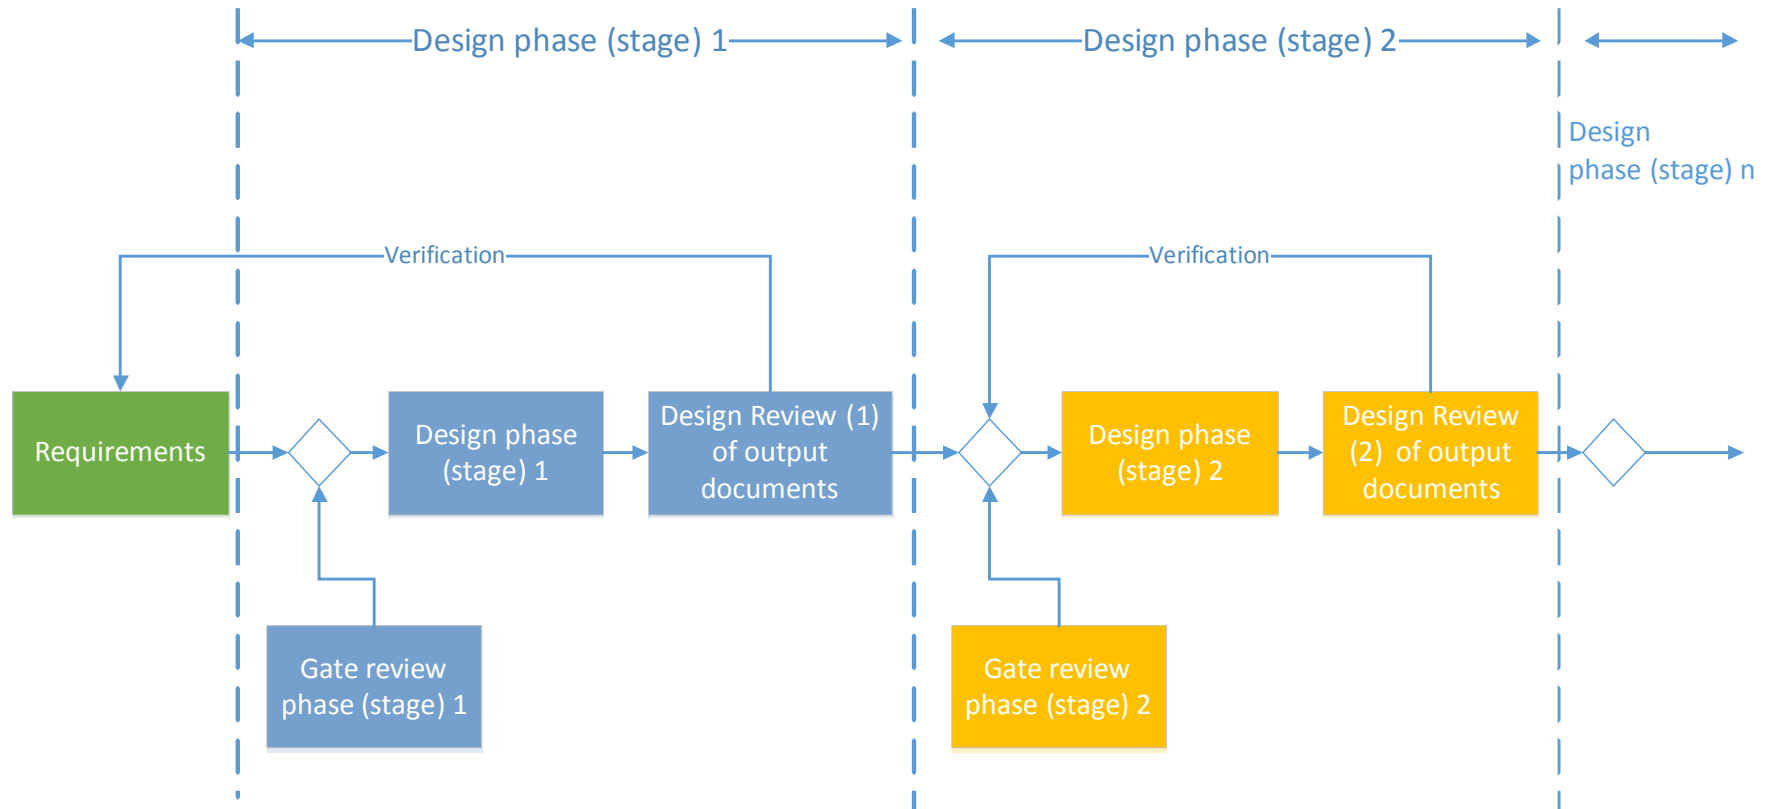 Design phase (stage) 1
Design phase (stage) 2
Design
phase (stage) n
Verification
Verification
Requirements
Design phase
(stage) 1
Design Review (1)
of output
documents
Design phase
(stage) 2
Design Review
(2) of output
documents
Gate review
phase (stage) 1
Gate review
phase (stage) 2